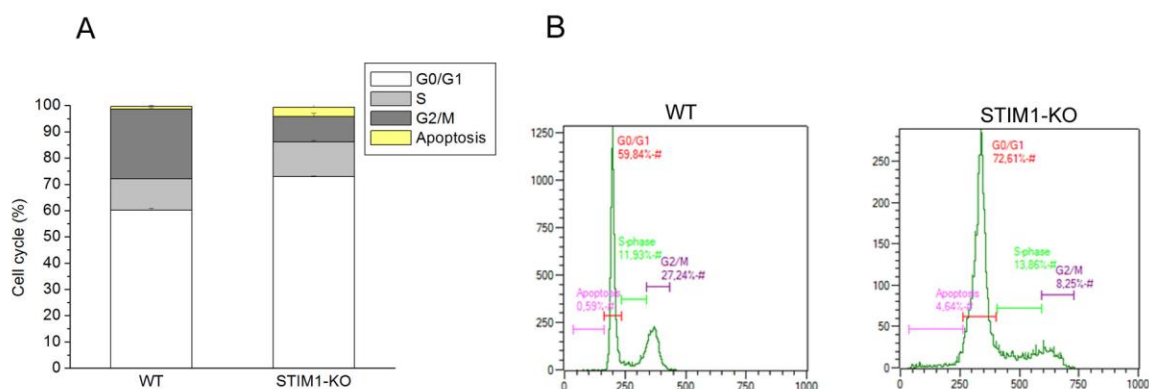 A
G0/G1
S
G2/M
Apoptosis
100
90
80
70
60
50
40
30
20
10
0
Cell cycle (%)
WT
STIM1-KO
B
WT
1250
1000
750
500
250
0
G0/G1
59,84%-#
S-phase
11,93%-#
G2/M
27,24%-#
Apoptosis
0,59%-#
0
250
500
750
1000
STIM1-KO
250
200
150
100
50
0
G0/G1
72,61%-#
S-phase
13,86%-#
G2/M
8,25%-#
Apoptosis
4,64%-#
0
250
500
750
1000